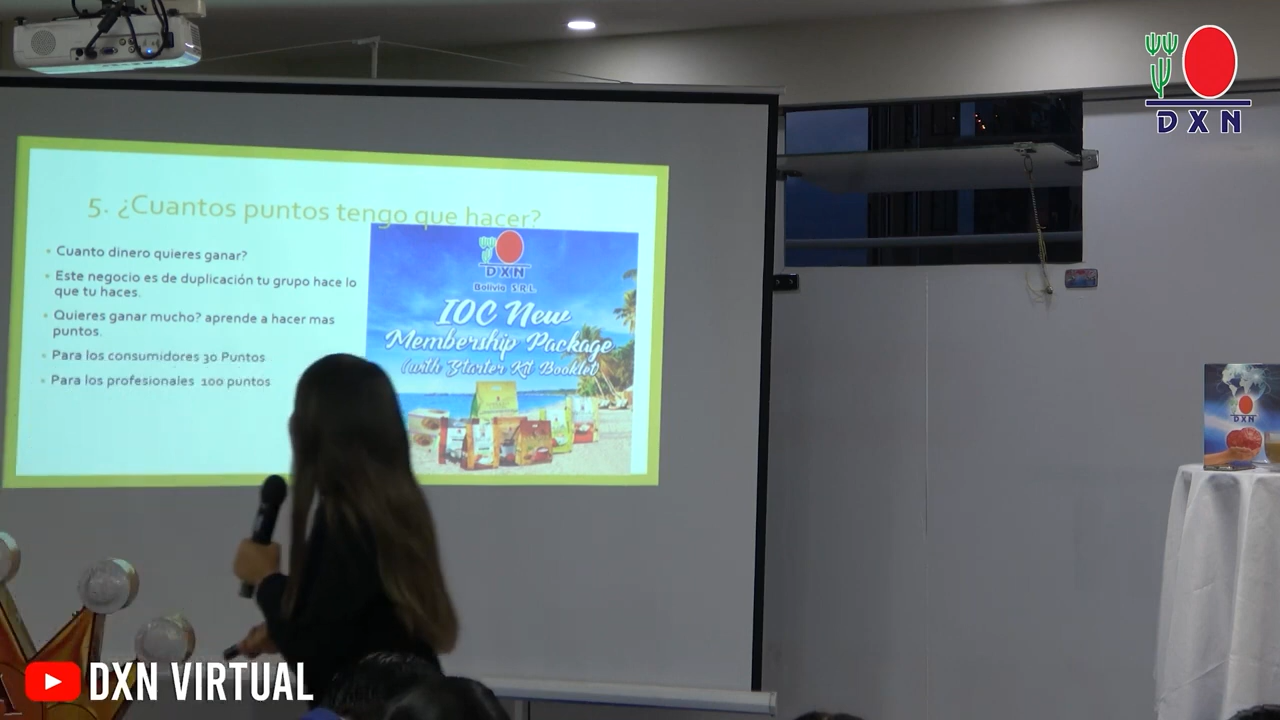 DXN
5. ¿Cuantos puntos tengo que hacer?
Cuanto dinero quieres ganar?
Este negocio es de duplicación tu grupo hace lo
que tu haces.
Quieres ganar mucho? aprende a hacer mas
puntos.
Para los consumidores 30 Puntos
Para los profesionales 100 puntos
DXN
Bolivia S.R.L.
IOC New
Membership Package
(with Starter Kit Booklet)
DXN
DXN VIRTUAL